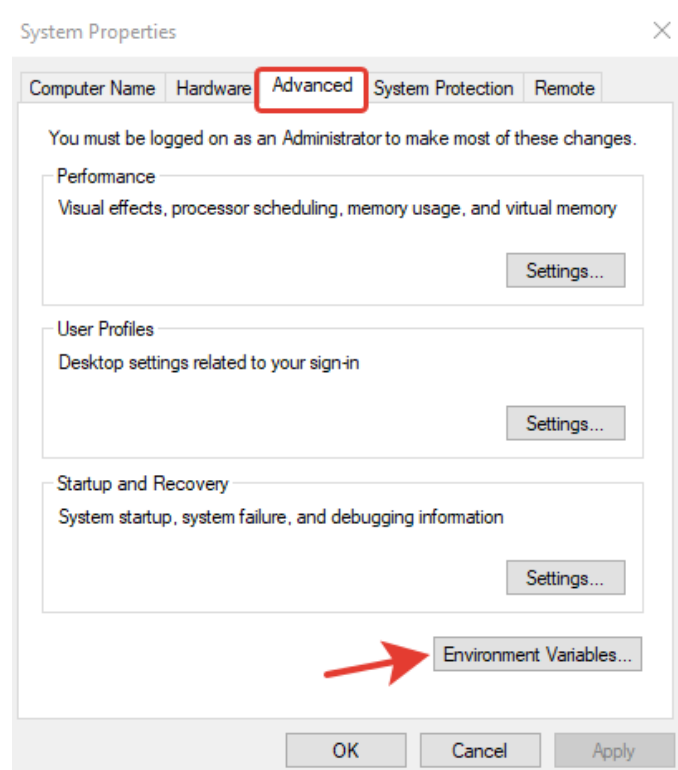 System Properties
Computer Name Hardware Advanced System Protection Remote
You must be logged on as an Administrator to make most of these changes.
Performance
Visual effects, processor scheduling, memory usage, and virtual memory
Settings...
User Profiles
Desktop settings related to your sign-in
Settings...
Startup and Recovery
System startup, system failure, and debugging information
Settings...
Environment Variables...
OK Cancel Apply